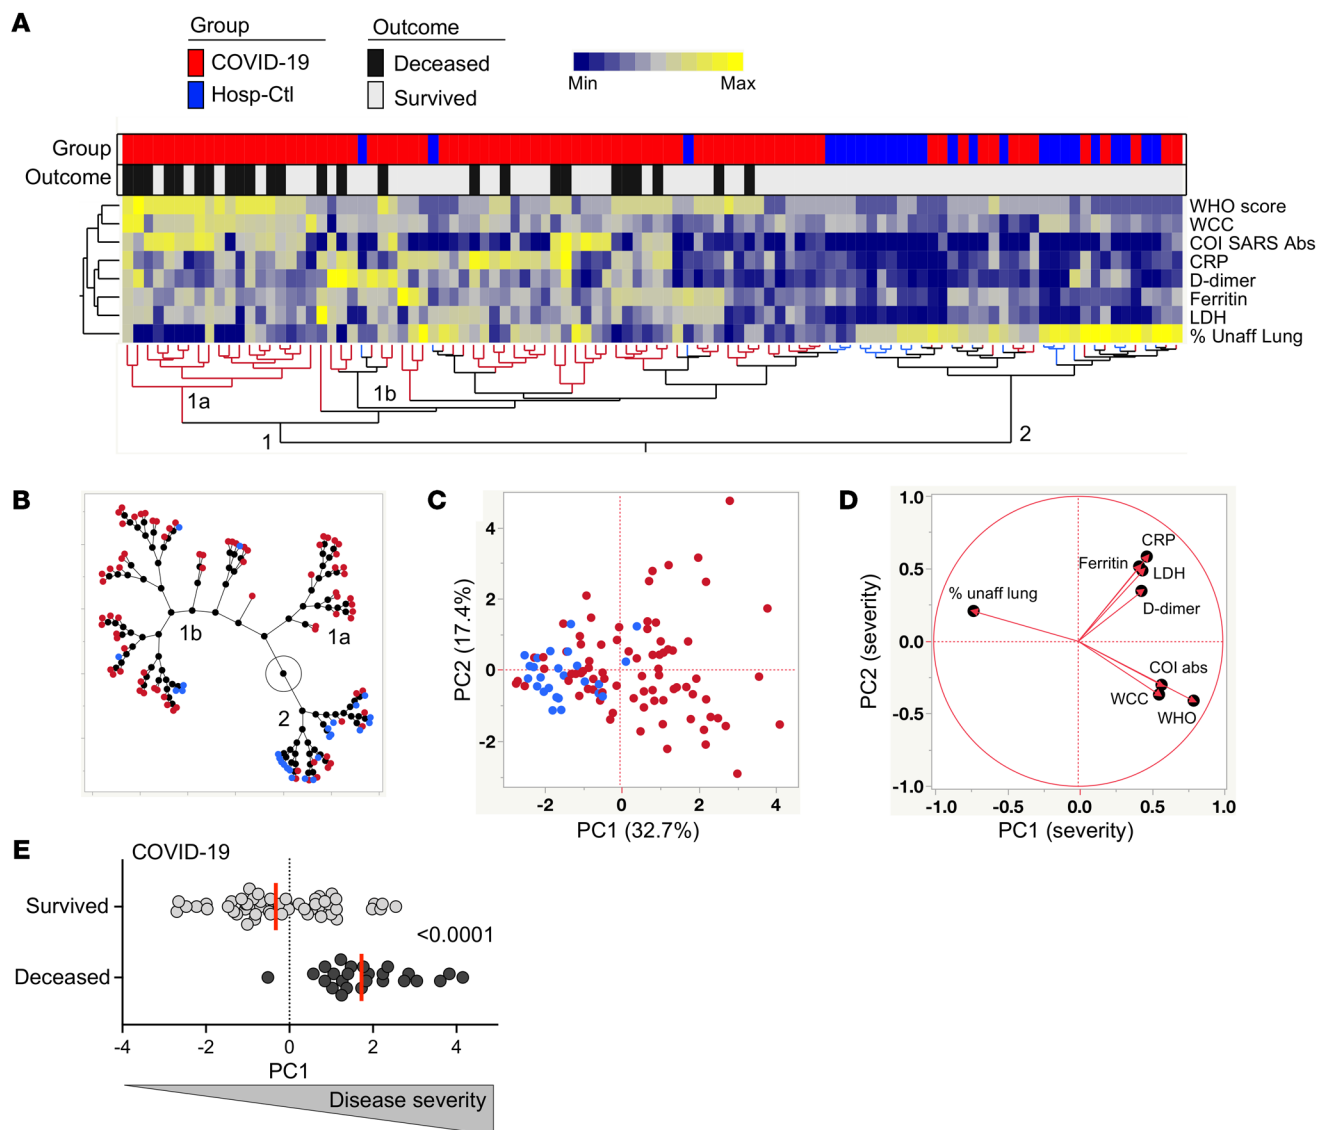 A
Group
Outcome
COVID-19
Deceased
Hosp-Ctl
Survived
Min
Max
Group
Outcome
WHO score
WCC
COI SARS Abs
CRP
D-dimer
Ferritin
LDH
% Unaff Lung
1a
1b
1
2
B
1b
1a
2
C
PC2 (17.4%)
4
2
0
-2
-2
0
2
4
PC1 (32.7%)
D
PC2 (severity)
1.0
0.5
0.0
-0.5
-1.0
CRP
Ferritin
LDH
% unaff lung
D-dimer
COI abs
WCC
WHO
-1.0
-0.5
0.0
0.5
1.0
PC1 (severity)
E
COVID-19
Survived
<0.0001
Deceased
-4
-2
0
2
4
PC1
Disease severity